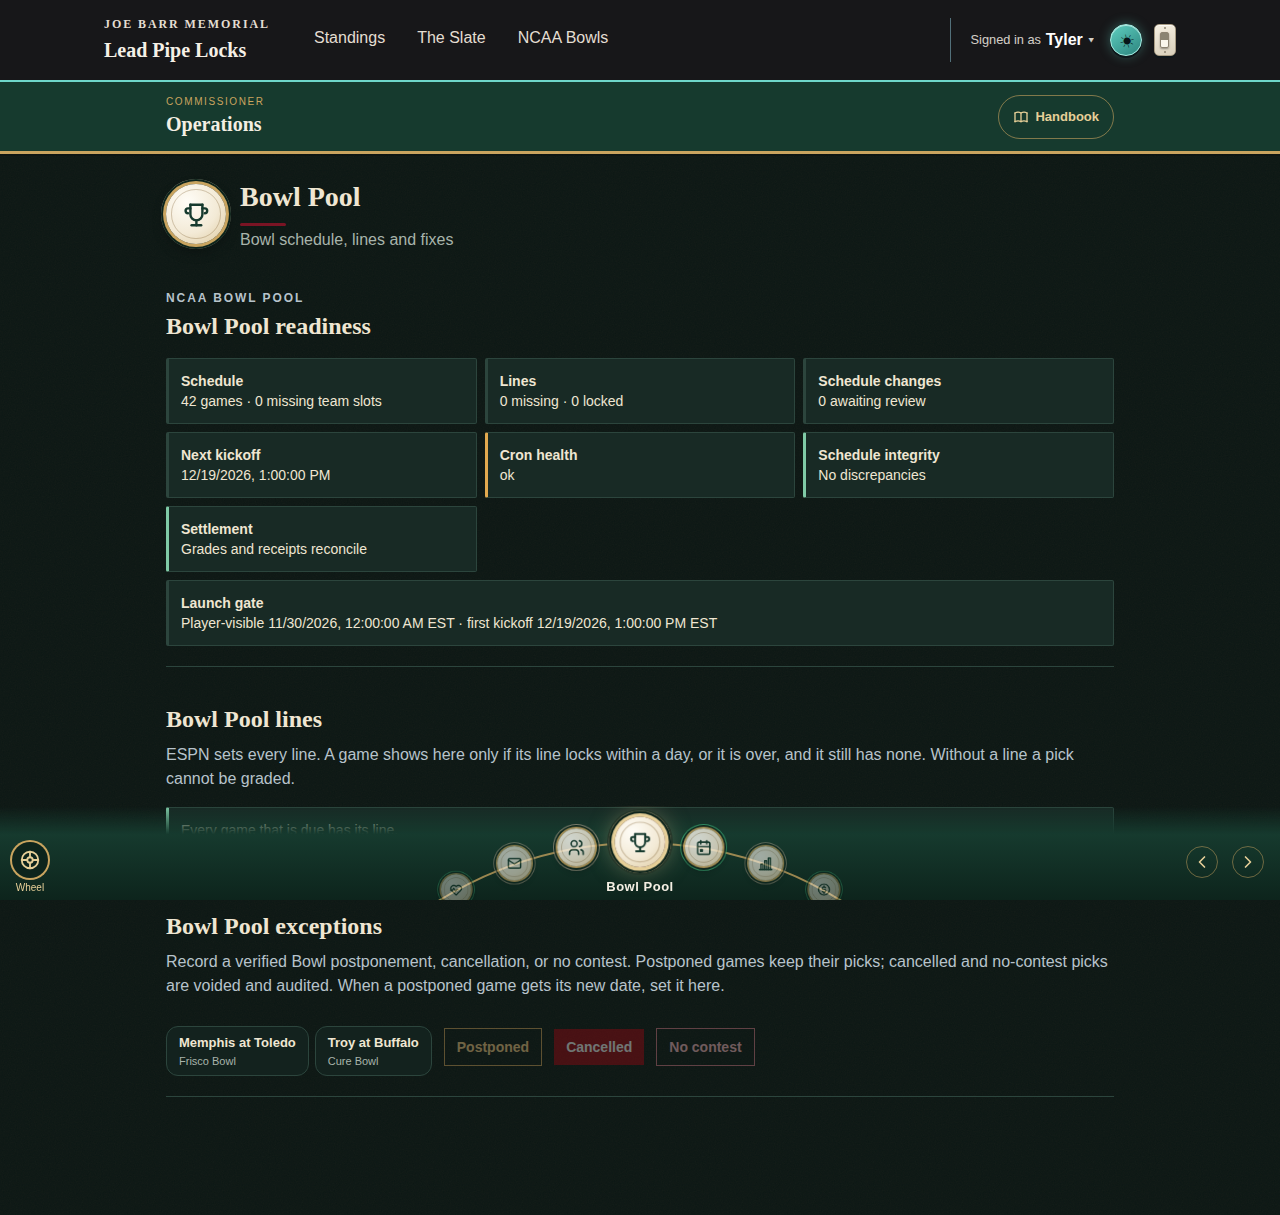 JOE BARR MEMORIAL
Lead Pipe Locks
Standings
The Slate
NCAA Bowls
Signed in as Tyler
COMMISSIONER
Operations
Handbook
Bowl Pool
Bowl schedule, lines and fixes
NCAA BOWL POOL
Bowl Pool readiness
Schedule
42 games · 0 missing team slots
Lines
0 missing · 0 locked
Schedule changes
0 awaiting review
Next kickoff
12/19/2026, 1:00:00 PM
Cron health
ok
Schedule integrity
No discrepancies
Settlement
Grades and receipts reconcile
Launch gate
Player-visible 11/30/2026, 12:00:00 AM EST · first kickoff 12/19/2026, 1:00:00 PM EST
Bowl Pool lines
ESPN sets every line. A game shows here only if its line locks within a day, or it is over, and it still has none. Without a line a pick
cannot be graded.
Every game that is due has its line
Wheel
Bowl Pool
Bowl Pool exceptions
Record a verified Bowl postponement, cancellation, or no contest. Postponed games keep their picks; cancelled and no-contest picks
are voided and audited. When a postponed game gets its new date, set it here.
Memphis at Toledo
Frisco Bowl
Troy at Buffalo
Cure Bowl
Postponed
Cancelled
No contest